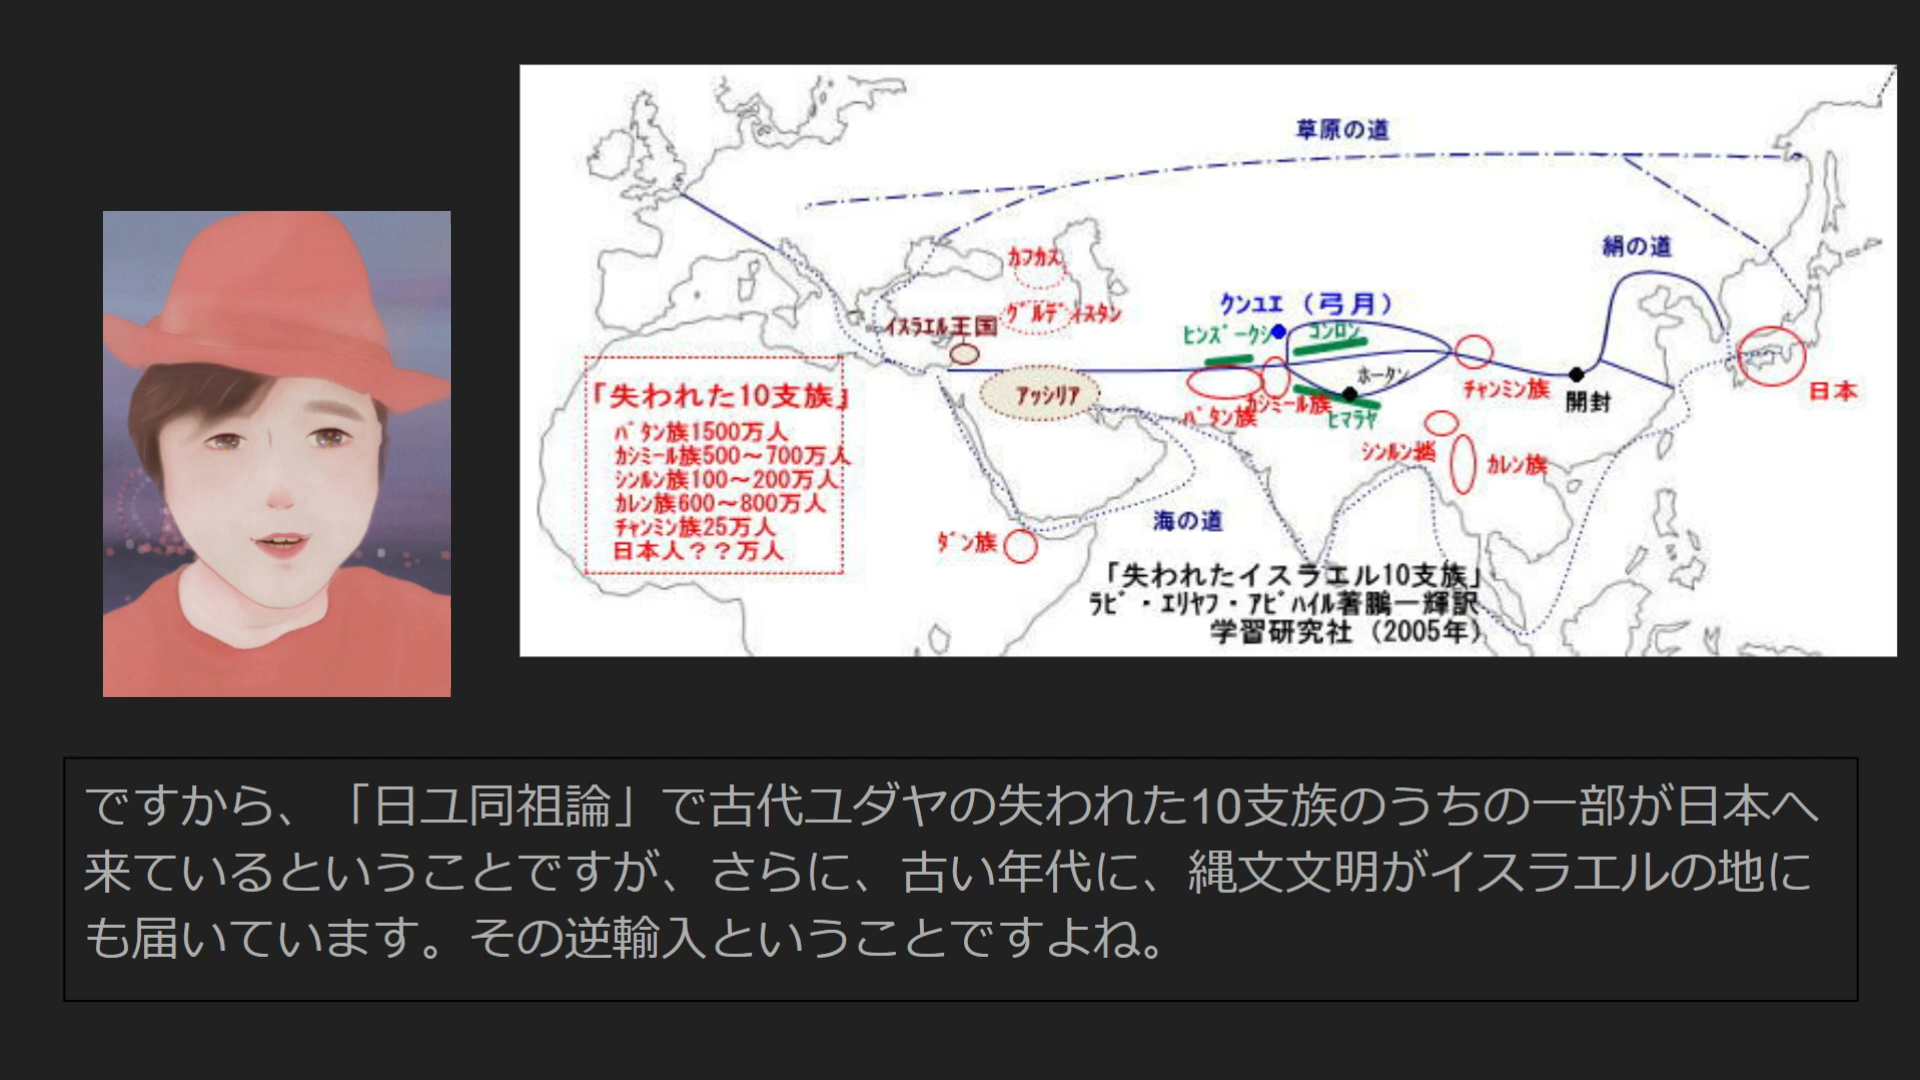 草原の道
絹の道
カフカス
クンユエ（弓月）
グルディスタン
イスラエル王国
ヒンズークシ
コンロン
アッシリア
ホータン
チャンミン族
開封
日本
パタン族
カシミール族
ヒマラヤ
「失われた10支族」
パタン族1500万人
カシミール族500～700万人
シンルン族100～200万人
カレン族600～800万人
チャンミン族25万人
日本人？？万人
シンルン
カレン族
海の道
ダン族
「失われたイスラエル10支族」
ラビ・エリヤフ・アビハイル著鵬一輝訳
学習研究社（2005年）
ですから、「日ユ同祖論」で古代ユダヤの失われた10支族のうちの一部が日本へ
来ているということですが、さらに、古い年代に、縄文文明がイスラエルの地に
も届いています。その逆輸入ということですよね。